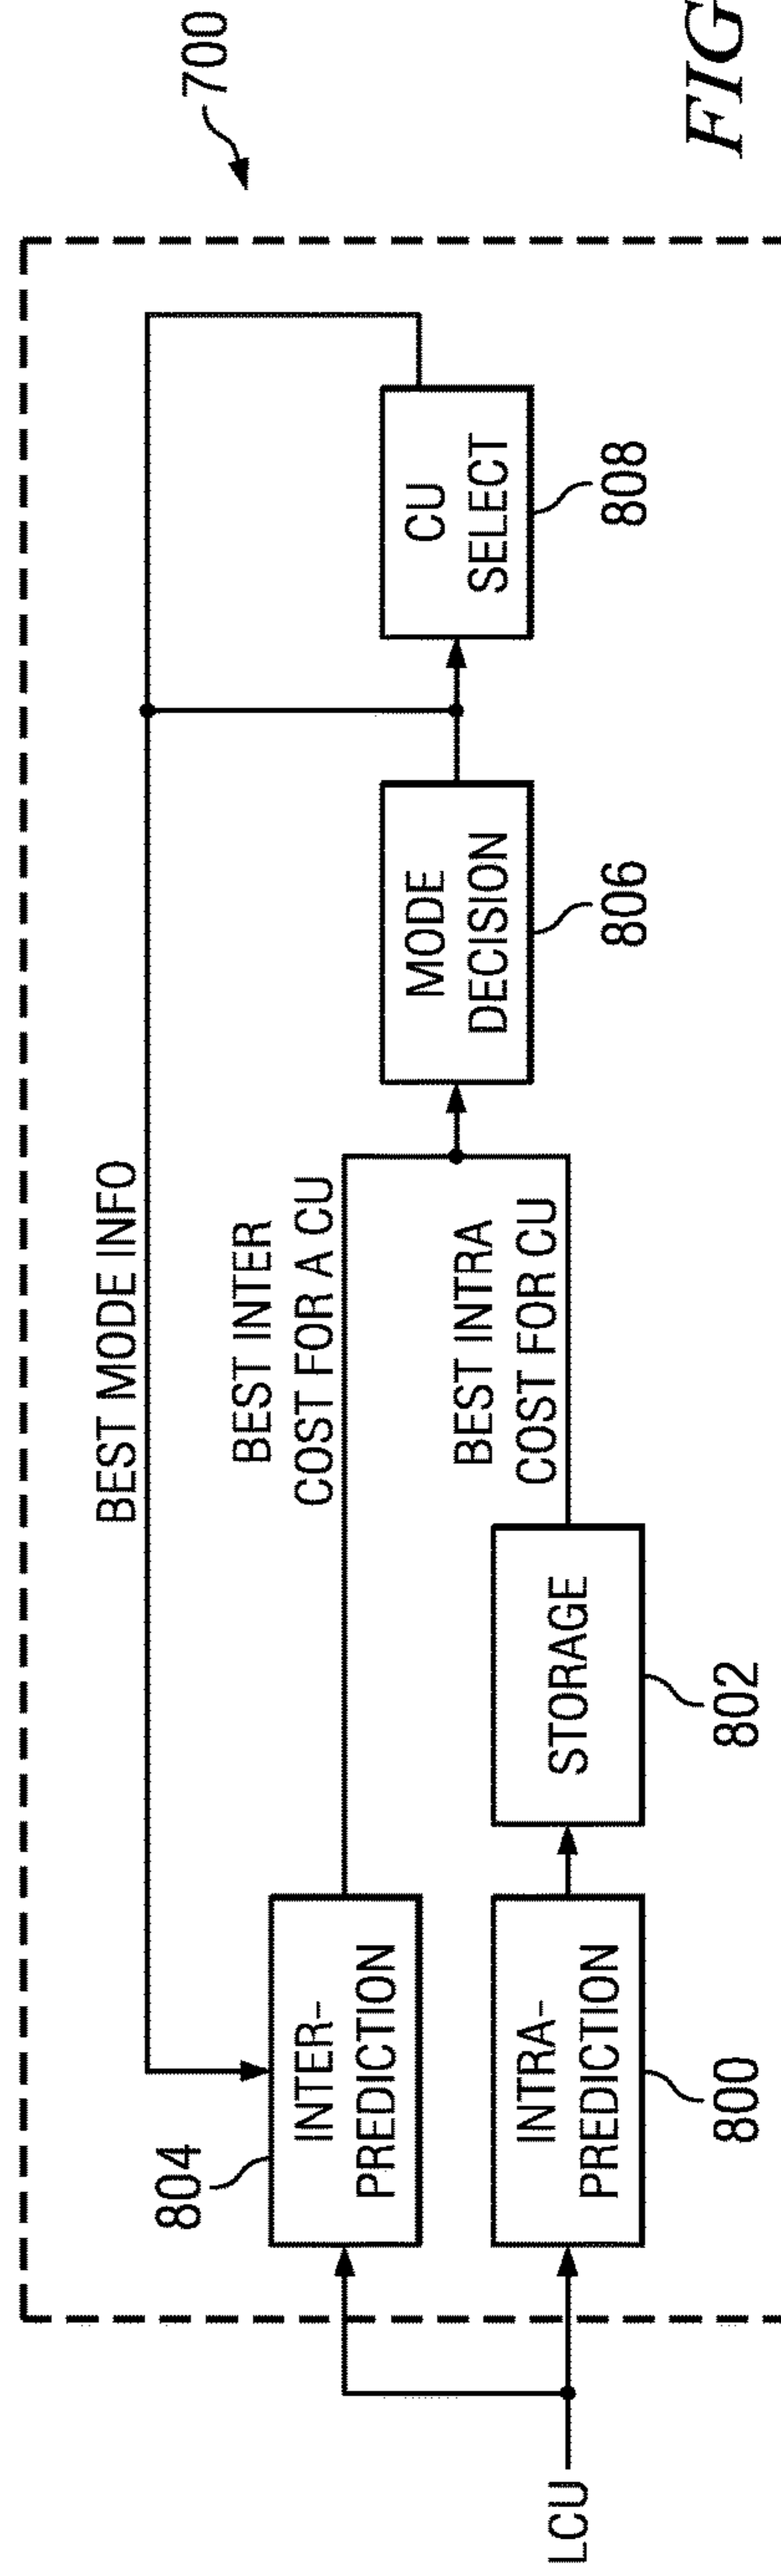 700
BEST MODE INFO
804
INTER-
PREDICTION
BEST INTER
COST FOR A CU
LCU
INTRA-
PREDICTION
800
STORAGE
802
BEST INTRA
COST FOR CU
MODE
DECISION
806
CU
SELECT
808
FIG